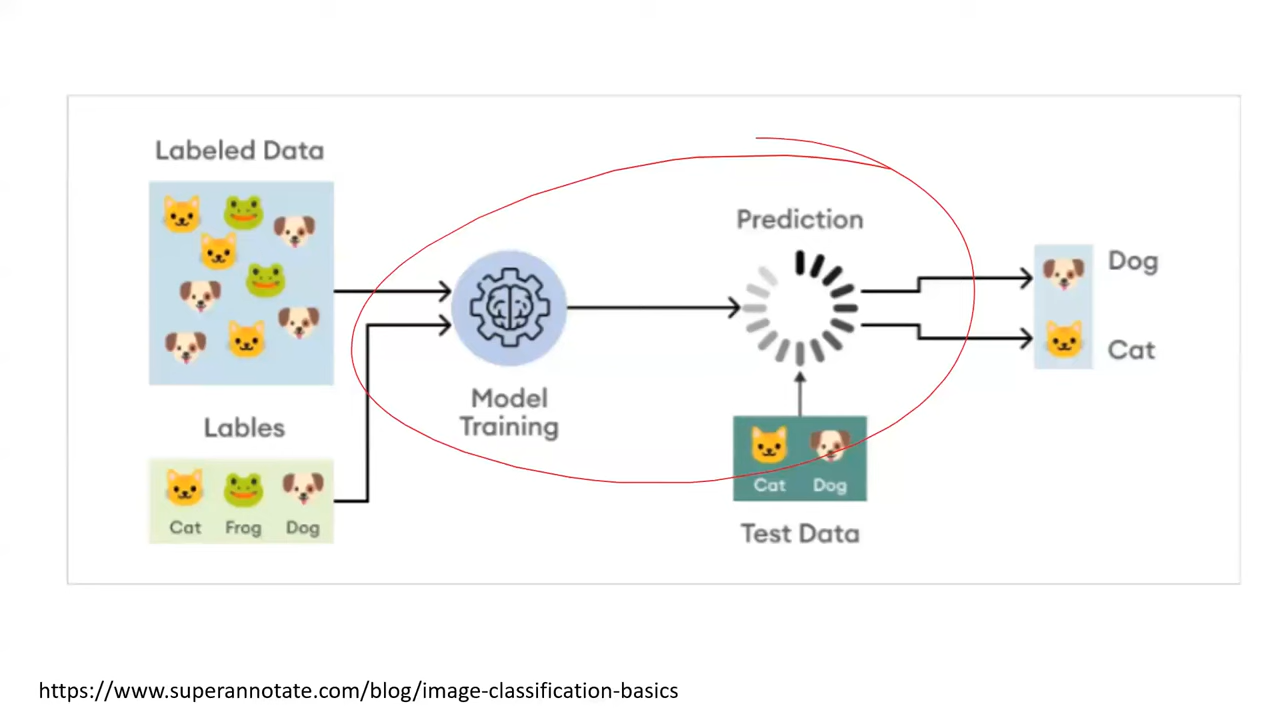 Labeled Data
Lables
Cat Frog Dog
Model
Training
Prediction
Cat Dog
Test Data
Dog
Cat
https://www.superannotate.com/blog/image-classification-basics